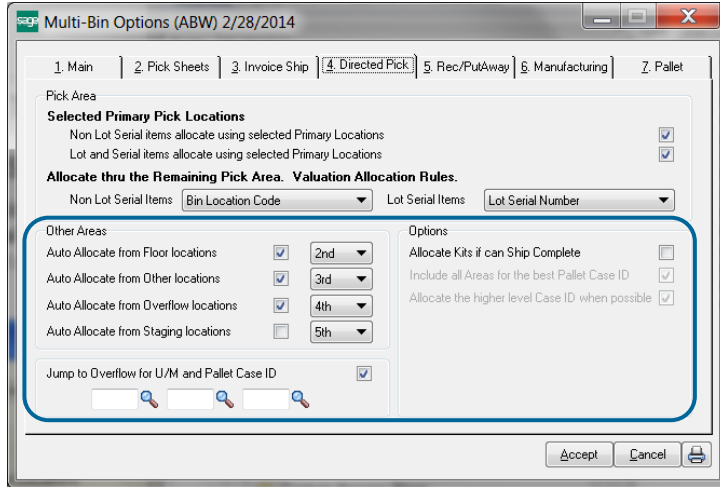 sage Multi-Bin Options (ABW) 2/28/2014
1. Main 2. Pick Sheets 3. Invoice Ship 4. Directed Pick 5. Rec/PutAway 6. Manufacturing 7. Pallet
Pick Area
Selected Primary Pick Locations
Non Lot Serial items allocate using selected Primary Locations
Lot and Serial items allocate using selected Primary Locations
Allocate thru the Remaining Pick Area. Valuation Allocation Rules.
Non Lot Serial Items Bin Location Code Lot Serial Items Lot Serial Number
Other Areas
Auto Allocate from Floor locations 2nd
Auto Allocate from Other locations 3rd
Auto Allocate from Overflow locations 4th
Auto Allocate from Staging locations 5th
Jump to Overflow for U/M and Pallet Case ID
Options
Allocate Kits if can Ship Complete
Include all Areas for the best Pallet Case ID
Allocate the higher level Case ID when possible
Accept Cancel